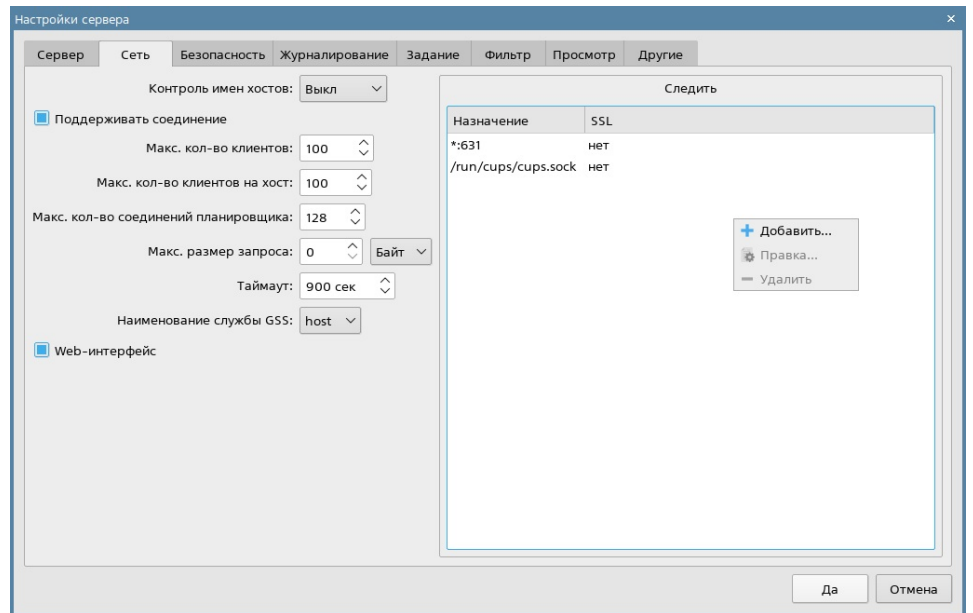 Настройки сервера
Сервер Сеть Безопасность Журналирование Задание Фильтр Просмотр Другие
Контроль имен хостов: Выкл
Поддерживать соединение
Макс. кол-во клиентов: 100
Макс. кол-во клиентов на хост: 100
Макс. кол-во соединений планировщика: 128
Макс. размер запроса: 0 Байт
Таймаут: 900 сек
Наименование службы GSS: host
Web-интерфейс
Следить
Назначение SSL
*:631 нет
/run/cups/cups.sock нет
Добавить...
Правка...
Удалить
Да Отмена